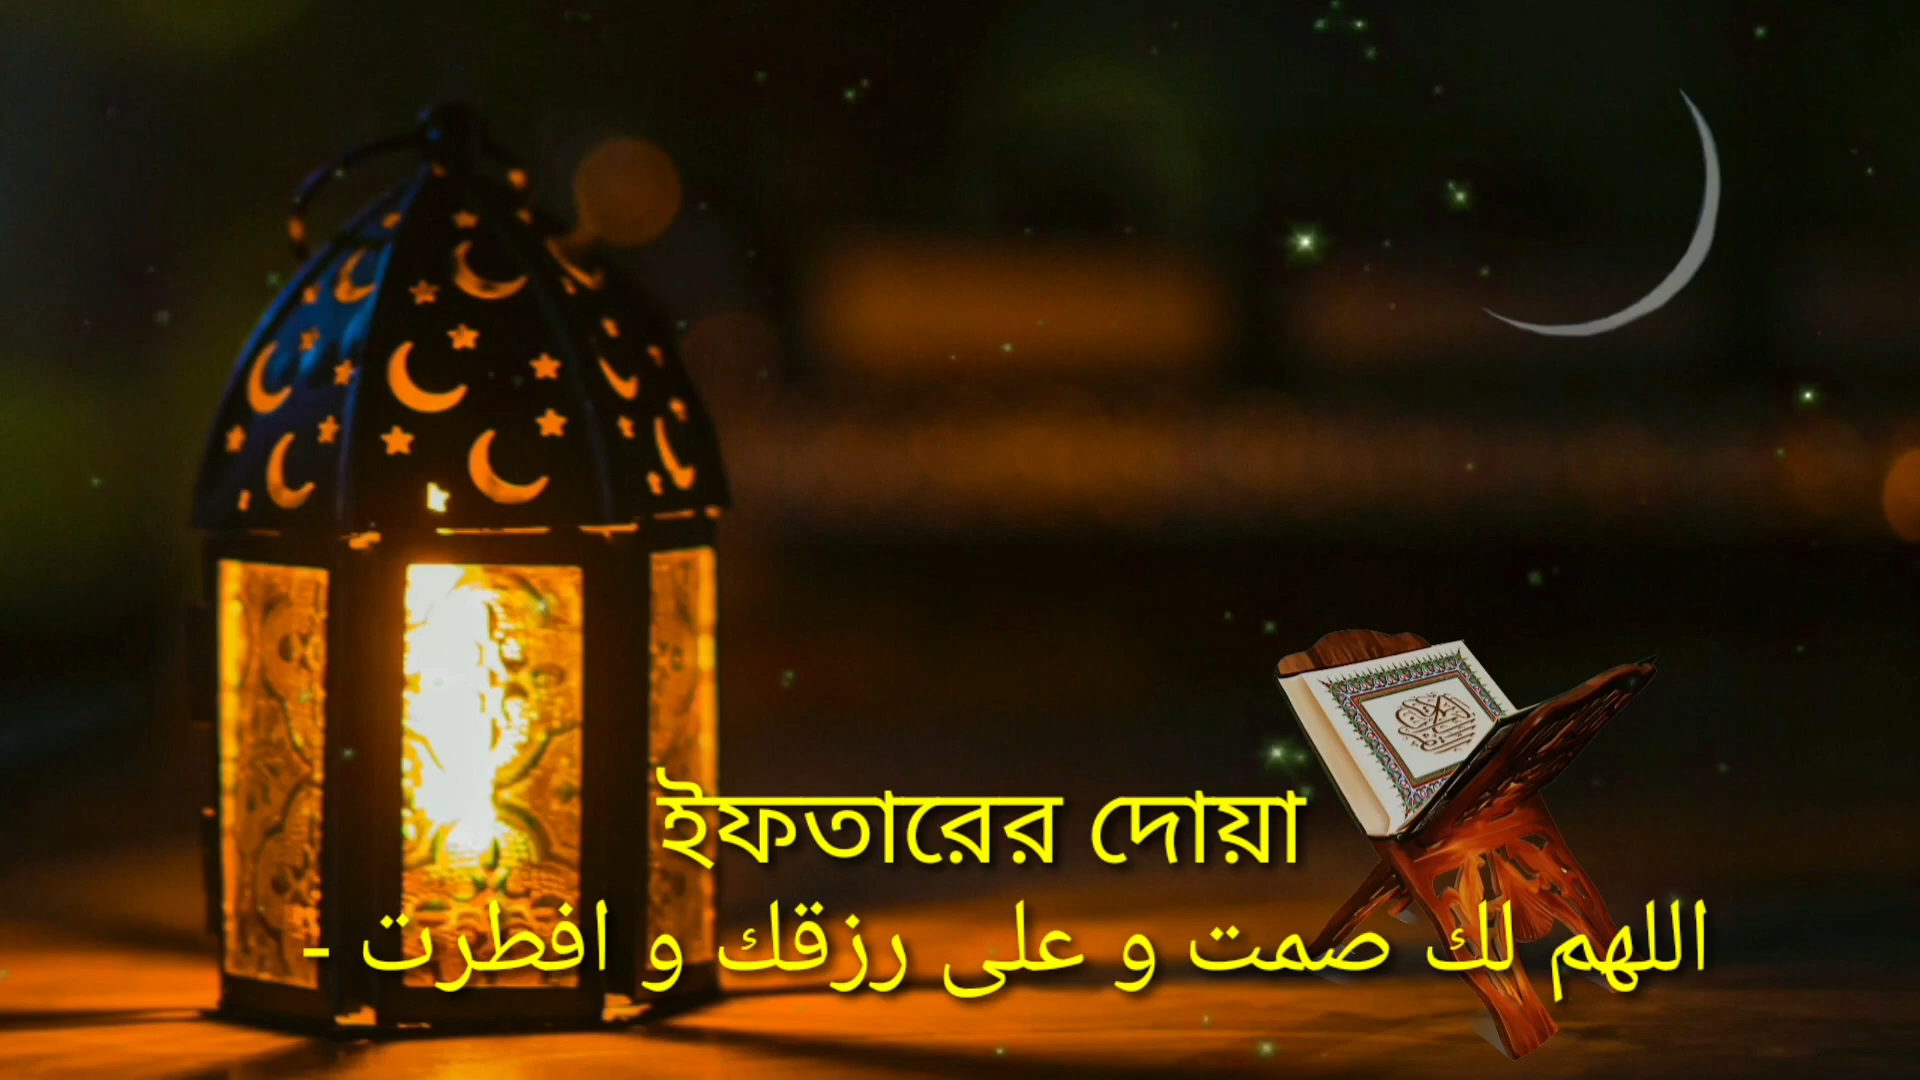 ইফতারের দোয়া
اللهم لك صمت و على رزقك و افطرت -